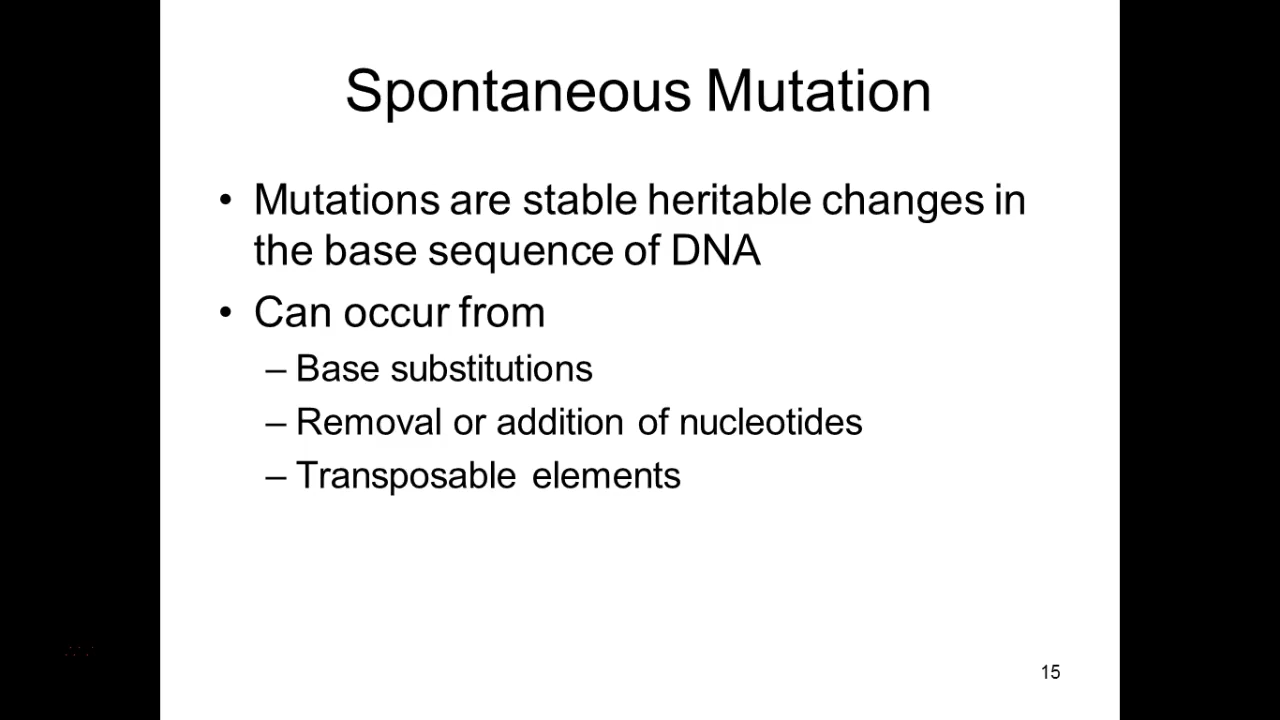 Spontaneous Mutation
• Mutations are stable heritable changes in
the base sequence of DNA
• Can occur from
– Base substitutions
– Removal or addition of nucleotides
– Transposable elements
15